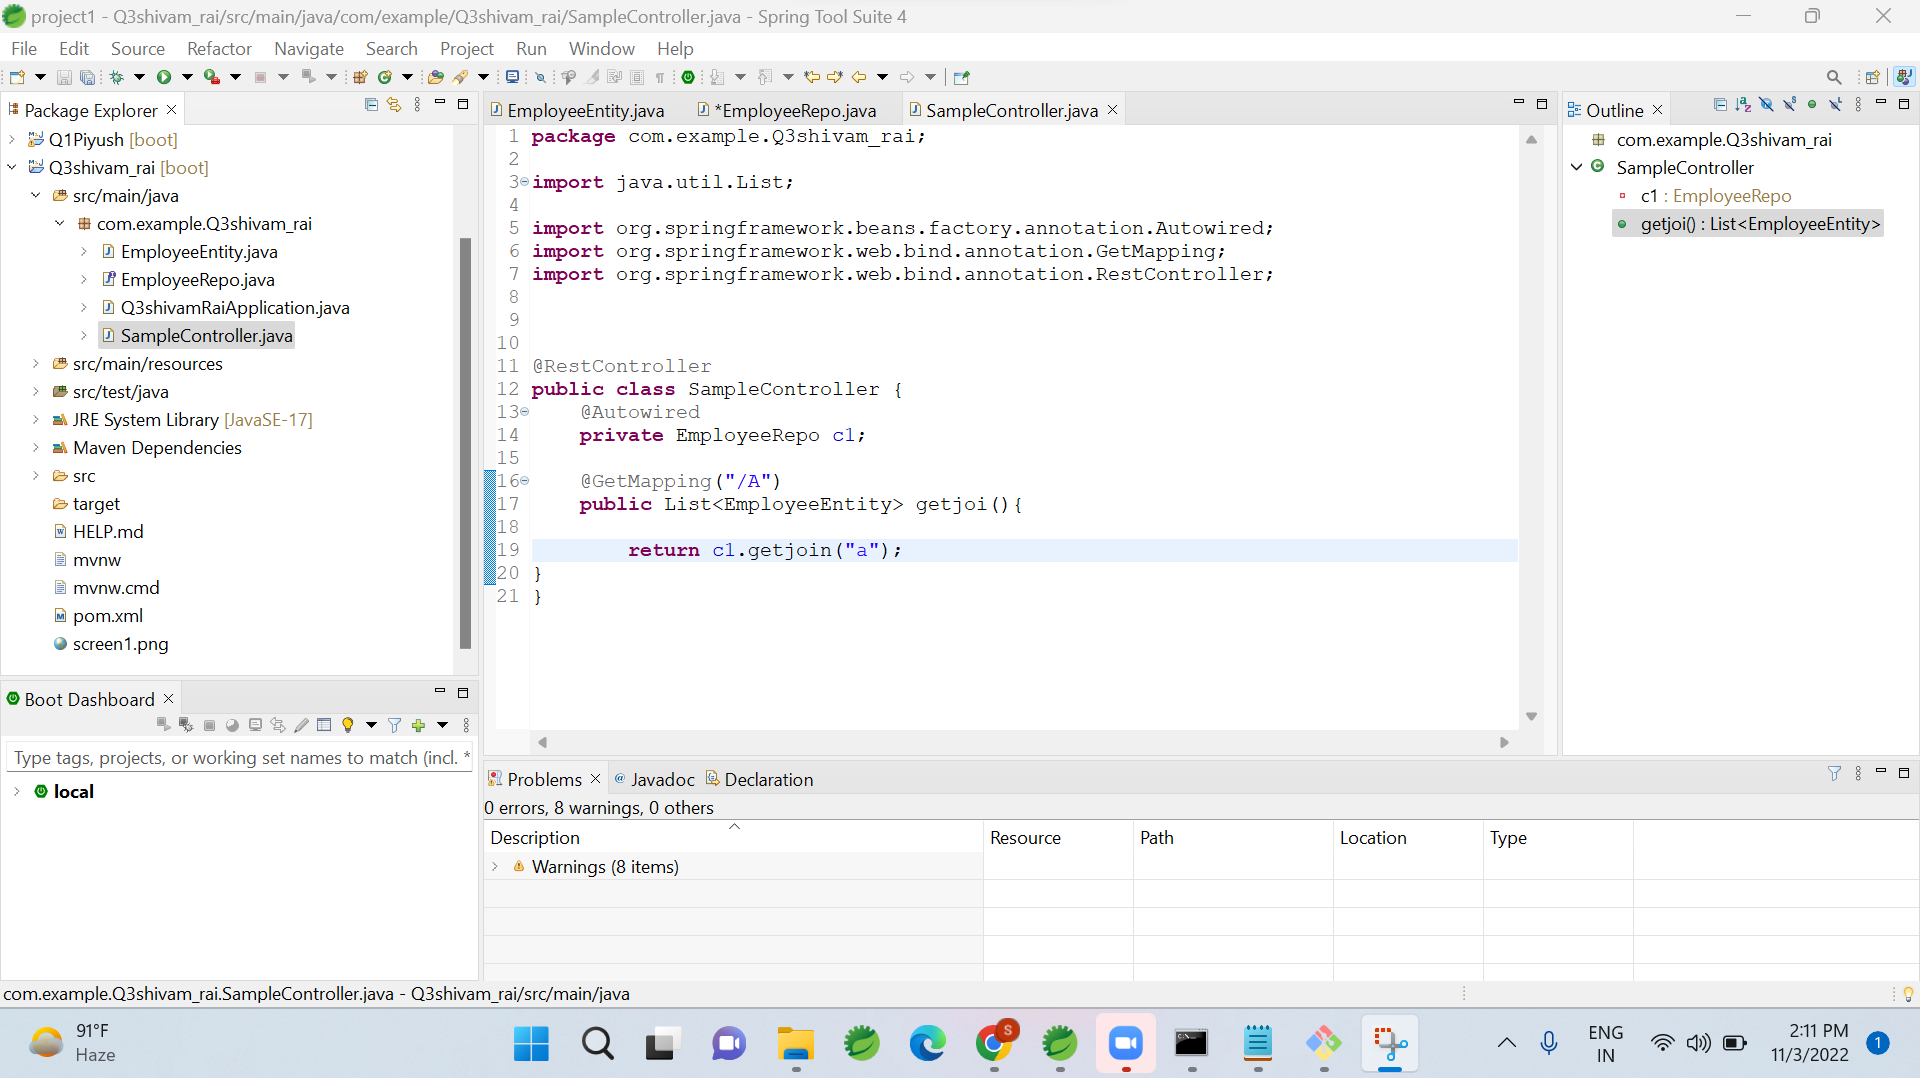 project1 - Q3shivam_rai/src/main/java/com/example/Q3shivam_rai/SampleController.java - Spring Tool Suite 4
File Edit Source Refactor Navigate Search Project Run Window Help
Package Explorer
Q1Piyush [boot]
Q3shivam_rai [boot]
src/main/java
com.example.Q3shivam_rai
EmployeeEntity.java
EmployeeRepo.java
Q3shivamRaiApplication.java
SampleController.java
src/main/resources
src/test/java
JRE System Library [JavaSE-17]
Maven Dependencies
src
target
HELP.md
mvnw
mvnw.cmd
pom.xml
screen1.png
Boot Dashboard
Type tags, projects, or working set names to match (incl. *
local
EmployeeEntity.java *EmployeeRepo.java SampleController.java
1 package com.example.Q3shivam_rai;
2
3 import java.util.List;
4
5 import org.springframework.beans.factory.annotation.Autowired;
6 import org.springframework.web.bind.annotation.GetMapping;
7 import org.springframework.web.bind.annotation.RestController;
8
9
10
11 @RestController
12 public class SampleController {
13 @Autowired
14 private EmployeeRepo c1;
15
16 @GetMapping("/A")
17 public List<EmployeeEntity> getjoi(){
18
19 return c1.getjoin("a");
20 }
21 }
Outline
com.example.Q3shivam_rai
SampleController
c1 : EmployeeRepo
getjoi() : List<EmployeeEntity>
Problems Javadoc Declaration
0 errors, 8 warnings, 0 others
Description Resource Path Location Type
Warnings (8 items)
com.example.Q3shivam_rai.SampleController.java - Q3shivam_rai/src/main/java
91°F
Haze
S
ENG
IN
2:11 PM
11/3/2022
1